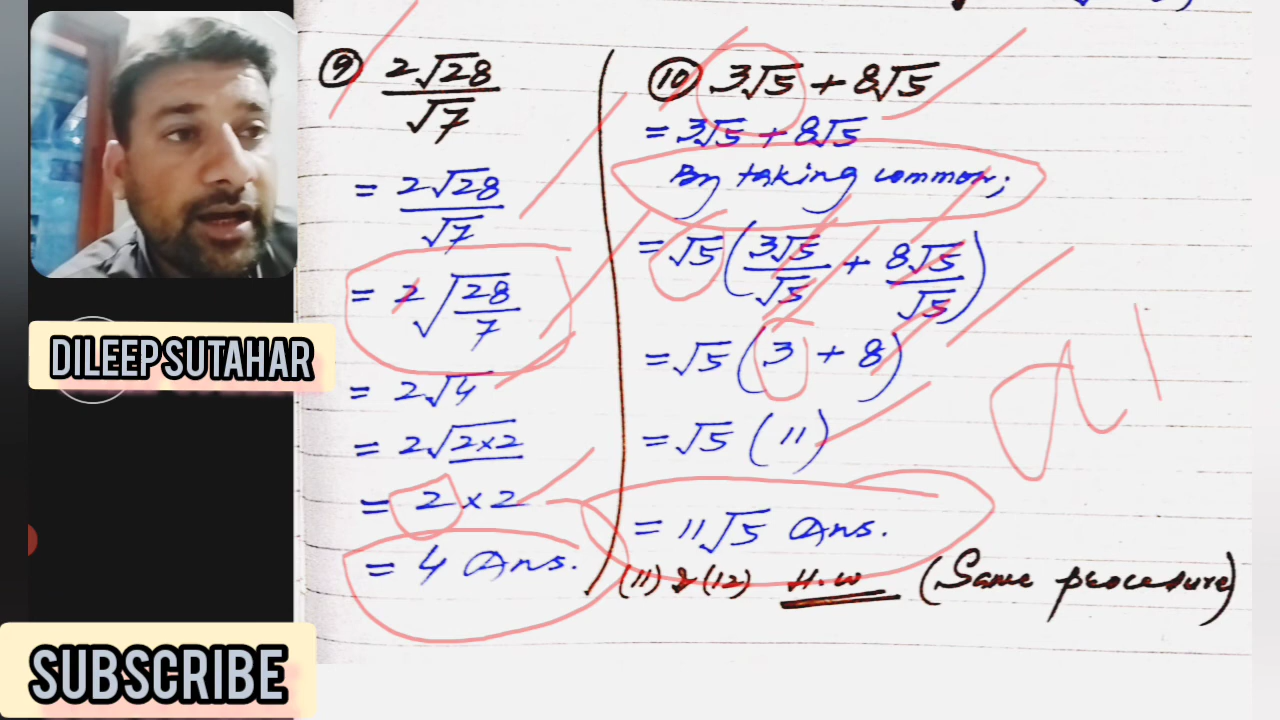 ⑨ 2√28/√7
= 2√28/√7
= 2√(28/7)
= 2√4
= 2√(2×2)
= 2 × 2
= 4 Ans.
⑩ 3√5 + 8√5
= 3√5 + 8√5
By taking common;
= √5 (3√5/√5 + 8√5/√5)
= √5 (3 + 8)
= √5 (11)
= 11√5 Ans.
(11) & (12) H.W (Same procedure)
DILEEP SUTAHAR
SUBSCRIBE